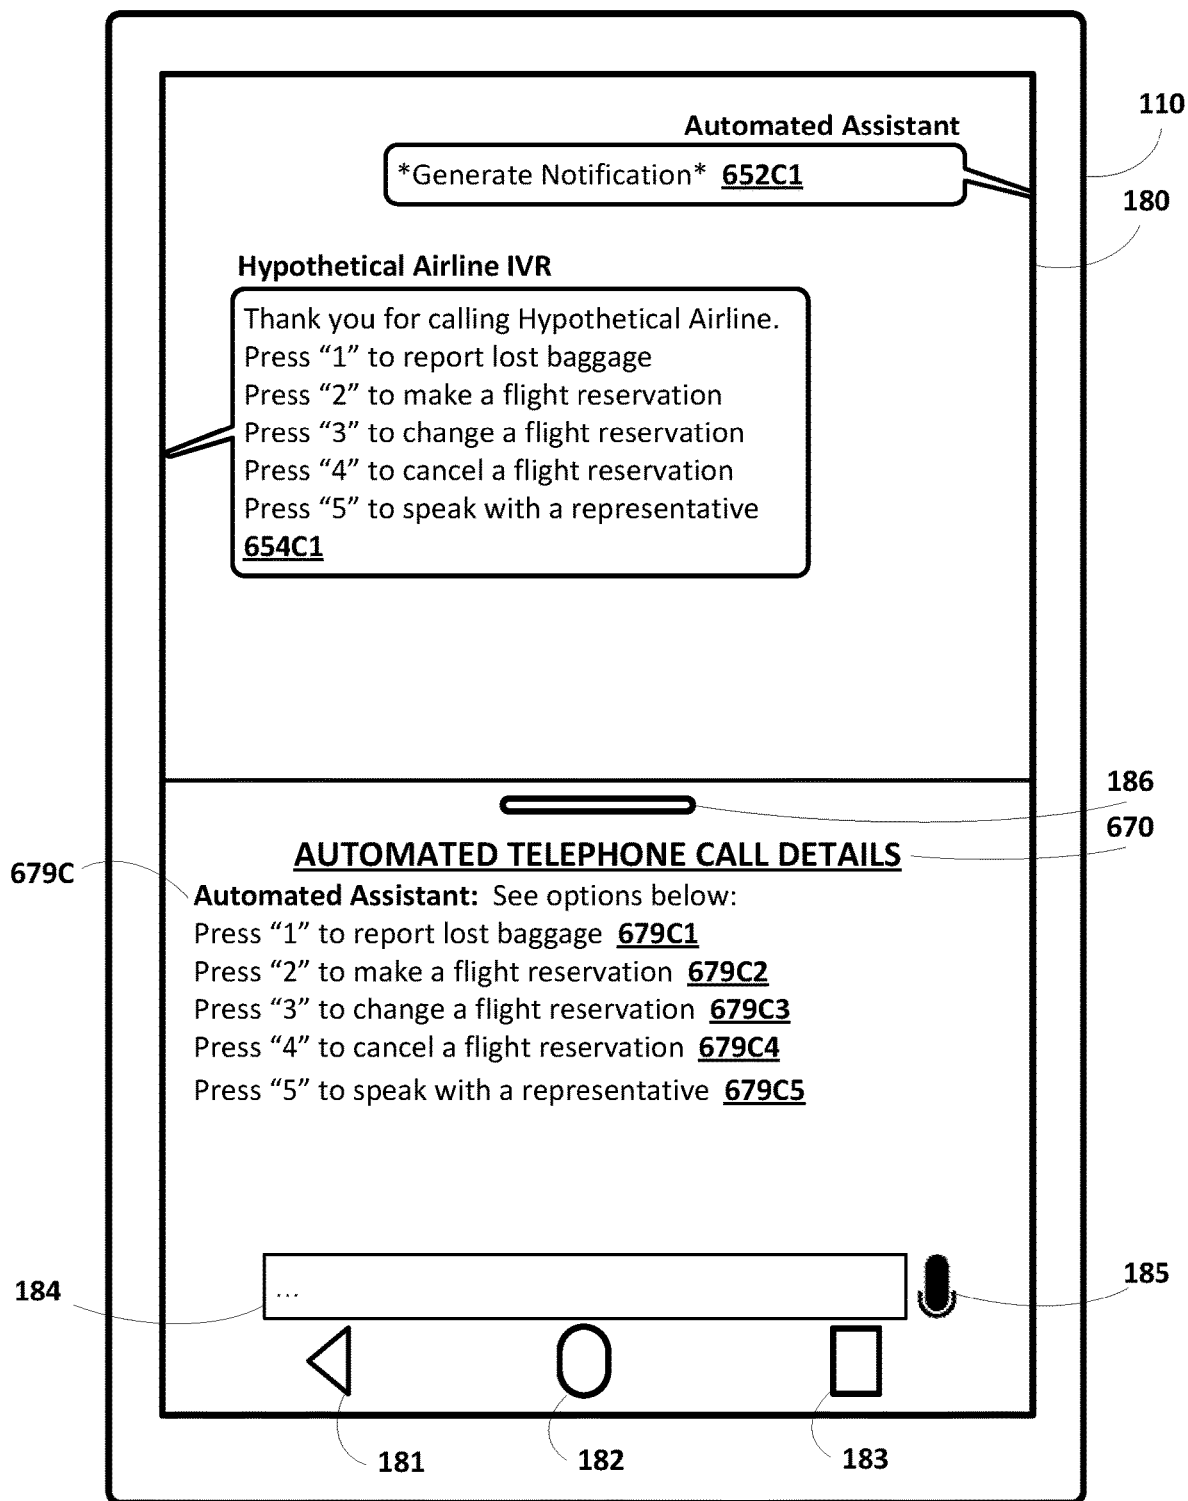 110
180
Automated Assistant
*Generate Notification* 652C1
Hypothetical Airline IVR
Thank you for calling Hypothetical Airline.
Press “1” to report lost baggage
Press “2” to make a flight reservation
Press “3” to change a flight reservation
Press “4” to cancel a flight reservation
Press “5” to speak with a representative
654C1
186
670
AUTOMATED TELEPHONE CALL DETAILS
679C
Automated Assistant: See options below:
Press “1” to report lost baggage 679C1
Press “2” to make a flight reservation 679C2
Press “3” to change a flight reservation 679C3
Press “4” to cancel a flight reservation 679C4
Press “5” to speak with a representative 679C5
184
...
185
181
182
183